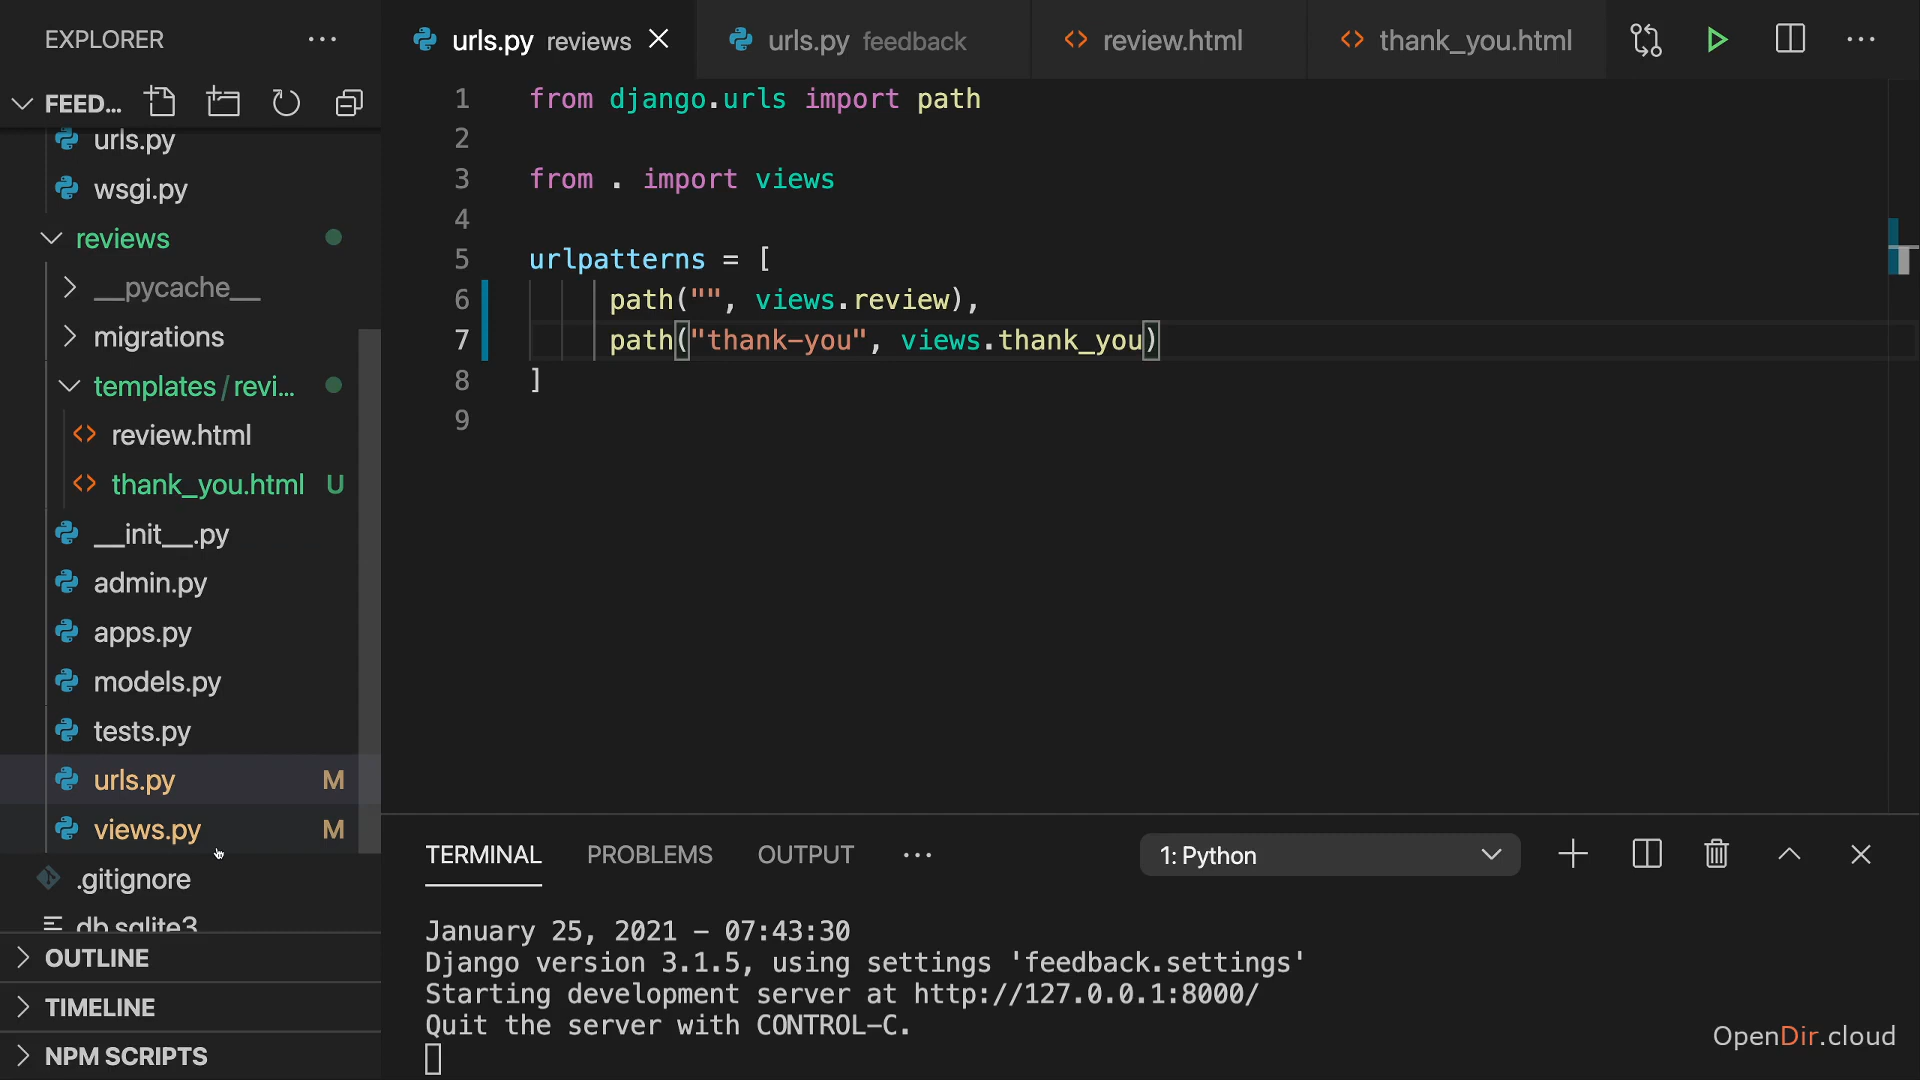 EXPLORER
urls.py reviews
urls.py feedback
review.html
thank_you.html
FEED...
urls.py
wsgi.py
reviews
__pycache__
migrations
templates/revi...
review.html
thank_you.html U
__init__.py
admin.py
apps.py
models.py
tests.py
urls.py M
views.py M
.gitignore
db.sqlite3
OUTLINE
TIMELINE
NPM SCRIPTS
1 from django.urls import path
2
3 from . import views
4
5 urlpatterns = [
6 path("", views.review),
7 path("thank-you", views.thank_you)
8 ]
9
TERMINAL PROBLEMS OUTPUT
1: Python
January 25, 2021 - 07:43:30
Django version 3.1.5, using settings 'feedback.settings'
Starting development server at http://127.0.0.1:8000/
Quit the server with CONTROL-C.
OpenDir.cloud